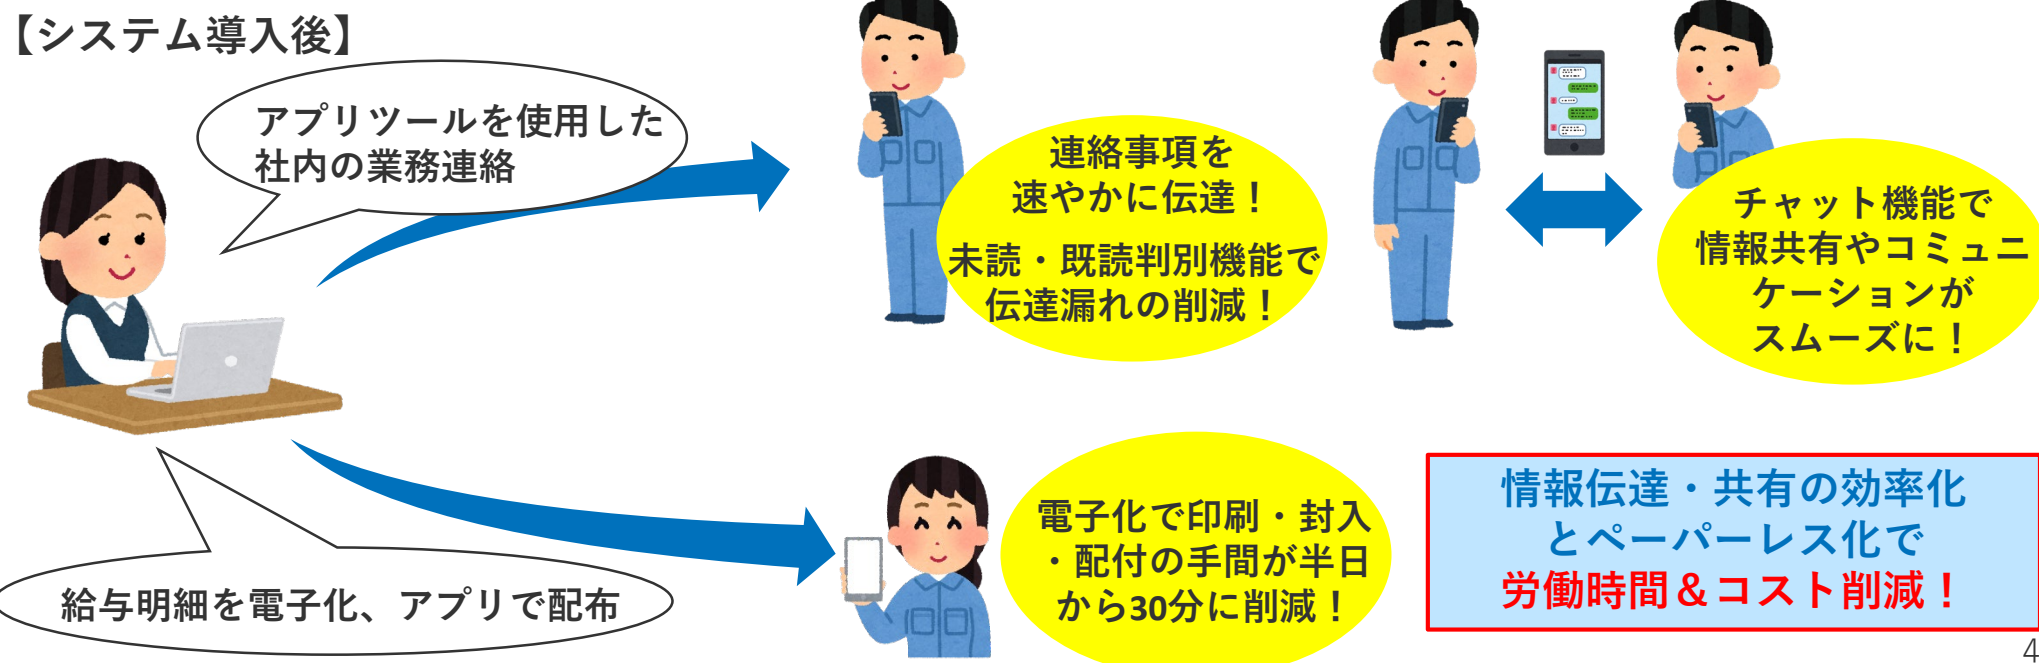 【システム導入後】
アプリツールを使用した
社内の業務連絡
連絡事項を
速やかに伝達！
未読・既読判別機能で
伝達漏れの削減！
チャット機能で
情報共有やコミュニ
ケーションが
スムーズに！
給与明細を電子化、アプリで配布
電子化で印刷・封入
・配付の手間が半日
から30分に削減！
情報伝達・共有の効率化
とペーパーレス化で
労働時間＆コスト削減！
4